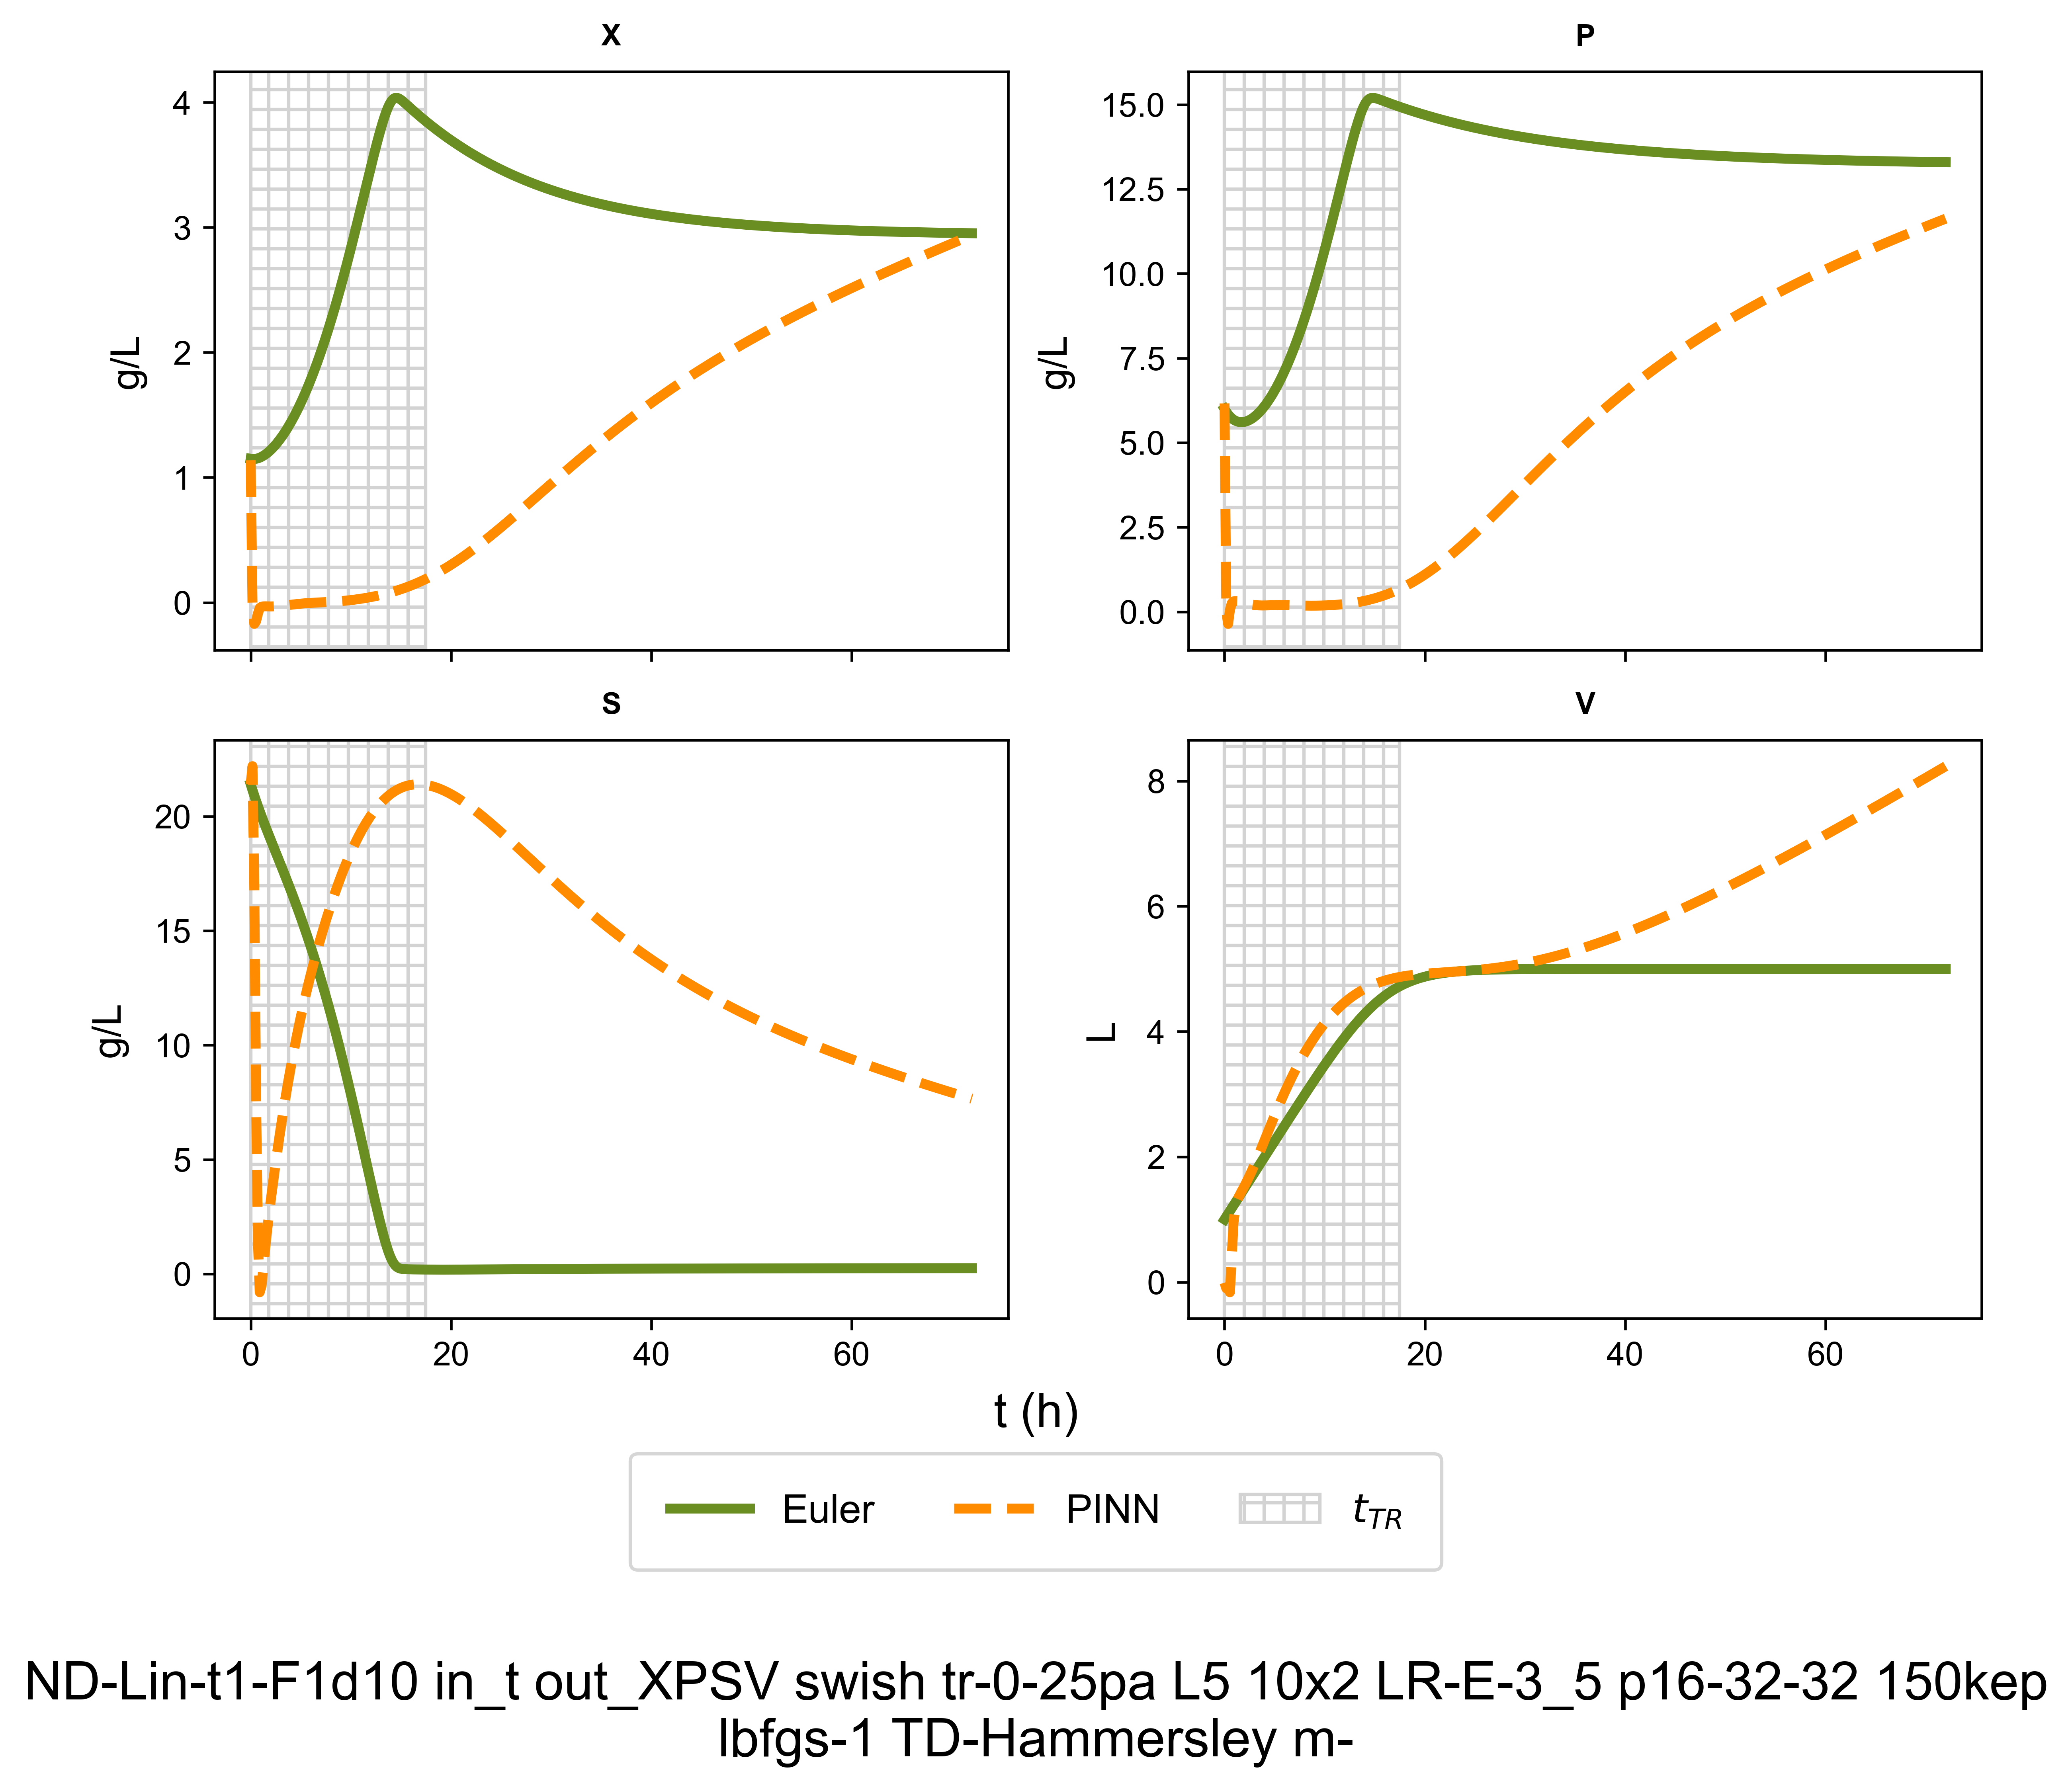 X
P
4
3
2
1
0
g/L
15.0
12.5
10.0
7.5
5.0
2.5
0.0
g/L
S
V
20
15
10
5
0
g/L
8
6
4
2
0
L
0 20 40 60
0 20 40 60
t (h)
Euler PINN t_TR
ND-Lin-t1-F1d10 in_t out_XPSV swish tr-0-25pa L5 10x2 LR-E-3_5 p16-32-32 150kep
lbfgs-1 TD-Hammersley m-